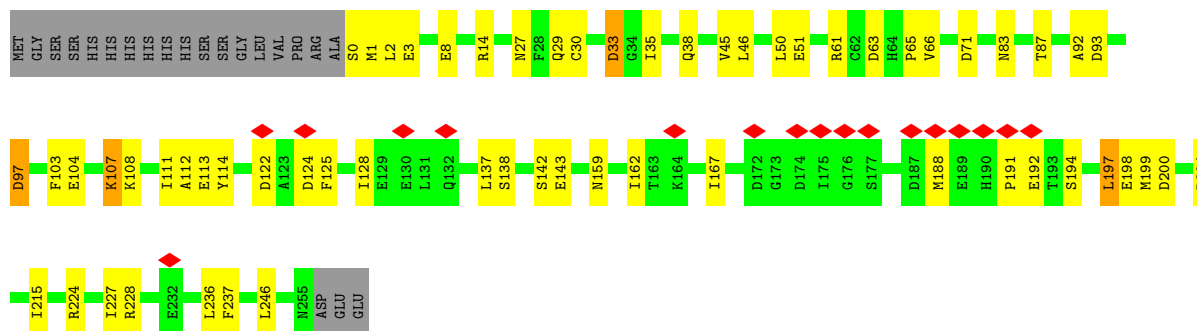 MET GLY SER SER HIS HIS HIS HIS HIS HIS SER SER GLY LEU VAL PRO ARG ALA S0 M1 L2 E3 E8 R14 N27 F28 Q29 C30 D33 G34 I35 Q38 V45 L46 L50 E51 R61 C62 D63 H64 P65 V66 D71 N83 T87 A92 D93
D97 F103 E104 K107 K108 I111 A112 E113 Y114 D122 A123 D124 F125 I128 E129 E130 L131 Q132 L137 S138 S142 E143 N159 I162 T163 K164 I167 D172 G173 D174 I175 G176 S177 D187 M188 E189 H190 P191 E192 T193 S194 L197 E198 M199 D200
I215 R224 I227 R228 E232 L236 F237 L246 N255 ASP GLU GLU